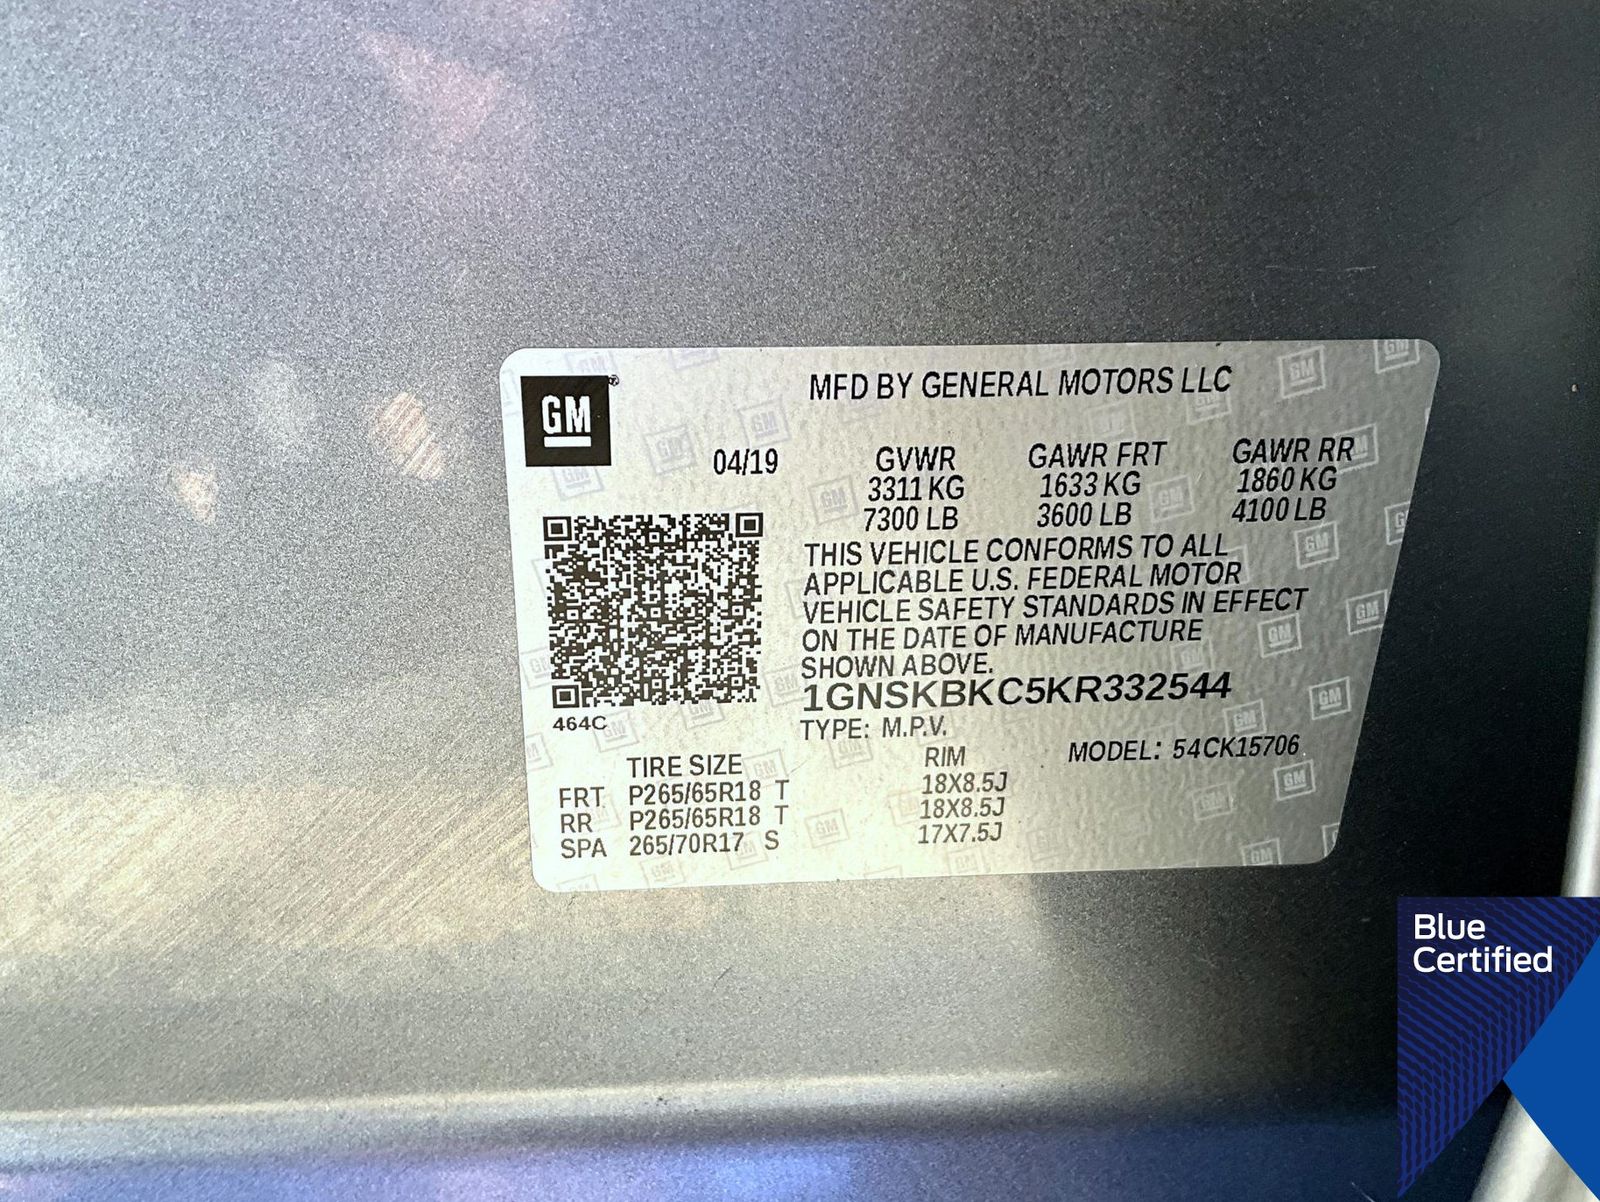 GM
MFD BY GENERAL MOTORS LLC
04/19 GVWR GAWR FRT GAWR RR
3311 KG 1633 KG 1860 KG
7300 LB 3600 LB 4100 LB
THIS VEHICLE CONFORMS TO ALL
APPLICABLE U.S. FEDERAL MOTOR
VEHICLE SAFETY STANDARDS IN EFFECT
ON THE DATE OF MANUFACTURE
SHOWN ABOVE.
1GNSKBKC5KR332544
464C
TYPE: M.P.V.
MODEL: 54CK15706
TIRE SIZE RIM
FRT P265/65R18 T 18X8.5J
RR P265/65R18 T 18X8.5J
SPA 265/70R17 S 17X7.5J
Blue
Certified